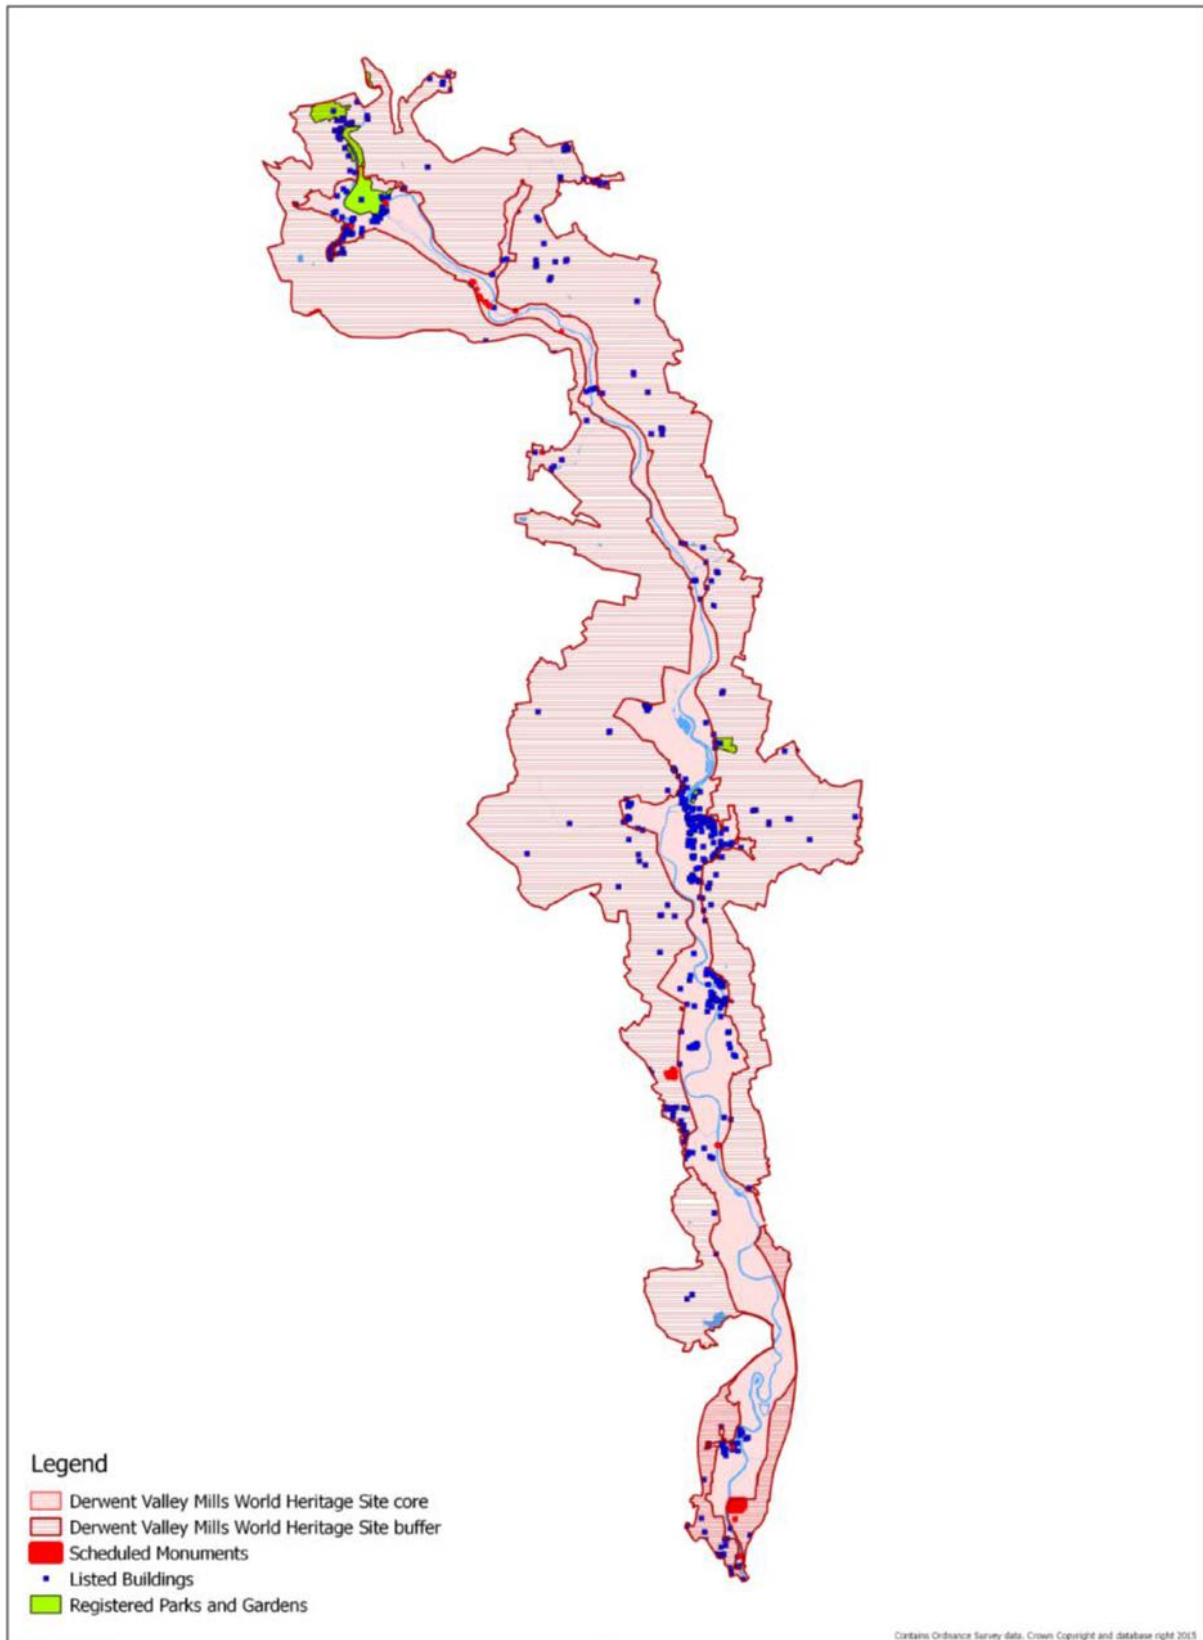 Legend
Derwent Valley Mills World Heritage Site core
Derwent Valley Mills World Heritage Site buffer
Scheduled Monuments
Listed Buildings
Registered Parks and Gardens
Contains Ordnance Survey data. Crown Copyright and database right 2015